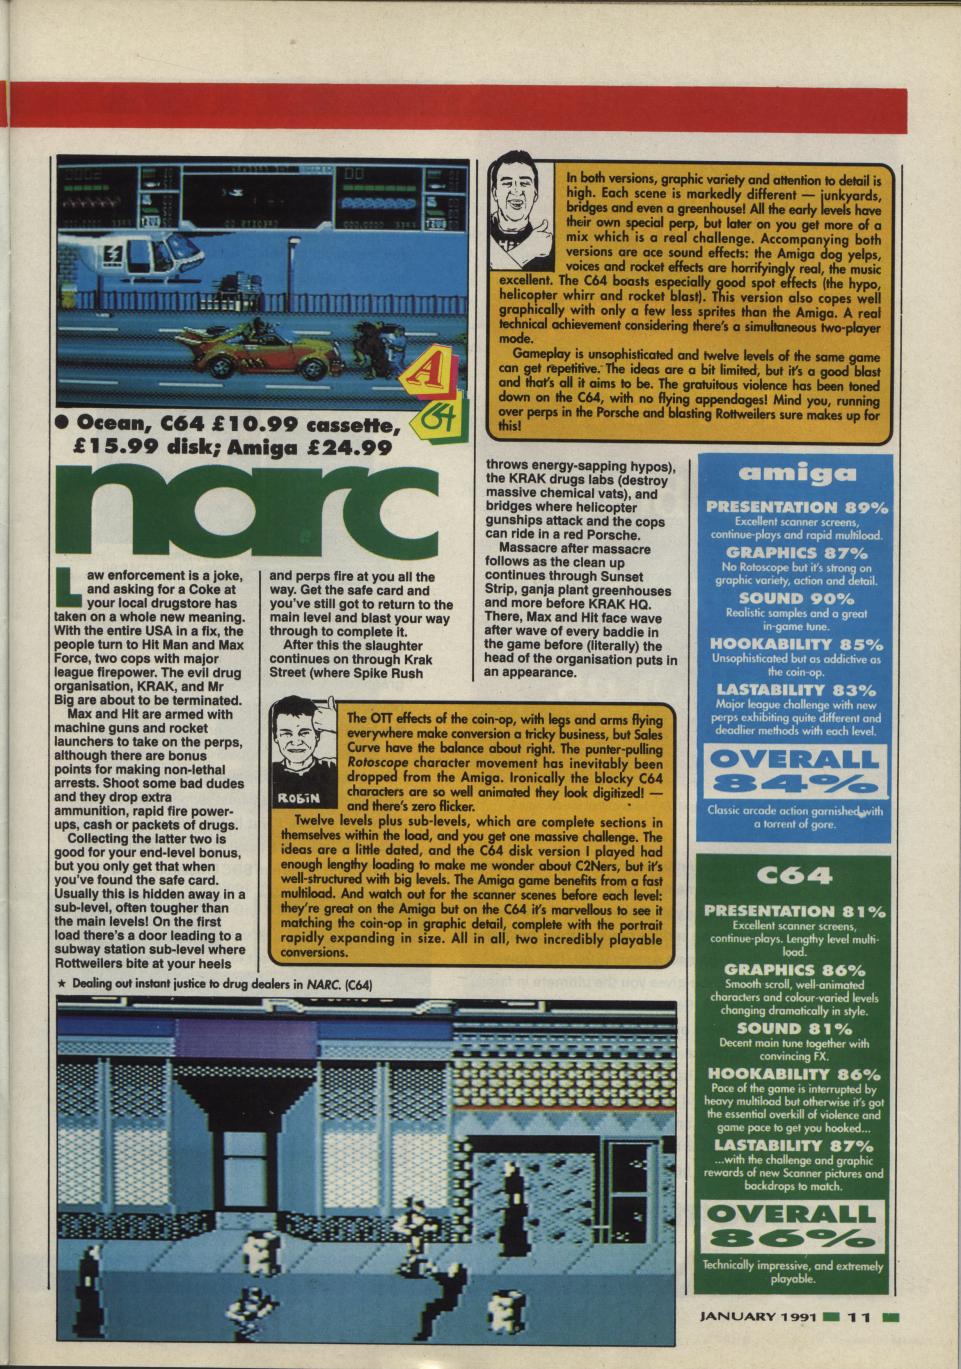 ● Ocean, C64 £10.99 cassette,
£15.99 disk; Amiga £24.99
A
64
narc
Law enforcement is a joke,
and asking for a Coke at
your local drugstore has
taken on a whole new meaning.
With the entire USA in a fix, the
people turn to Hit Man and Max
Force, two cops with major
league firepower. The evil drug
organisation, KRAK, and Mr
Big are about to be terminated.
Max and Hit are armed with
machine guns and rocket
launchers to take on the perps,
although there are bonus
points for making non-lethal
arrests. Shoot some bad dudes
and they drop extra
ammunition, rapid fire power-
ups, cash or packets of drugs.
Collecting the latter two is
good for your end-level bonus,
but you only get that when
you've found the safe card.
Usually this is hidden away in a
sub-level, often tougher than
the main levels! On the first
load there's a door leading to a
subway station sub-level where
Rottweilers bite at your heels
and perps fire at you all the
way. Get the safe card and
you've still got to return to the
main level and blast your way
through to complete it.
After this the slaughter
continues on through Krak
Street (where Spike Rush
throws energy-sapping hypos),
the KRAK drugs labs (destroy
massive chemical vats), and
bridges where helicopter
gunships attack and the cops
can ride in a red Porsche.
Massacre after massacre
follows as the clean up
continues through Sunset
Strip, ganja plant greenhouses
and more before KRAK HQ.
There, Max and Hit face wave
after wave of every baddie in
the game before (literally) the
head of the organisation puts in
an appearance.
In both versions, graphic variety and attention to detail is
high. Each scene is markedly different — junkyards,
bridges and even a greenhouse! All the early levels have
their own special perp, but later on you get more of a
mix which is a real challenge. Accompanying both
versions are ace sound effects: the Amiga dog yelps,
voices and rocket effects are horrifyingly real, the music
excellent. The C64 boasts especially good spot effects (the hypo,
helicopter whirr and rocket blast). This version also copes well
graphically with only a few less sprites than the Amiga. A real
technical achievement considering there's a simultaneous two-player
mode.
Gameplay is unsophisticated and twelve levels of the same game
can get repetitive. The ideas are a bit limited, but it's a good blast
and that's all it aims to be. The gratuitous violence has been toned
down on the C64, with no flying appendages! Mind you, running
over perps in the Porsche and blasting Rottweilers sure makes up for
this!
ROBIN
The OTT effects of the coin-op, with legs and arms flying
everywhere make conversion a tricky business, but Sales
Curve have the balance about right. The punter-pulling
Rotoscope character movement has inevitably been
dropped from the Amiga. Ironically the blocky C64
characters are so well animated they look digitized! —
and there's zero flicker.
Twelve levels plus sub-levels, which are complete sections in
themselves within the load, and you get one massive challenge. The
ideas are a little dated, and the C64 disk version I played had
enough lengthy loading to make me wonder about C2Ners, but it's
well-structured with big levels. The Amiga game benefits from a fast
multiload. And watch out for the scanner scenes before each level:
they're great on the Amiga but on the C64 it's marvellous to see it
matching the coin-op in graphic detail, complete with the portrait
rapidly expanding in size. All in all, two incredibly playable
conversions.
★ Dealing out instant justice to drug dealers in NARC. (C64)
amiga
PRESENTATION 89%
Excellent scanner screens,
continue-plays and rapid multiload.
GRAPHICS 87%
No Rotoscope but it's strong on
graphic variety, action and detail.
SOUND 90%
Realistic samples and a great
in-game tune.
HOOKABILITY 85%
Unsophisticated but as addictive as
the coin-op.
LASTABILITY 83%
Major league challenge with new
perps exhibiting quite different and
deadlier methods with each level.
OVERALL
84%
Classic arcade action garnished with
a torrent of gore.
C64
PRESENTATION 81%
Excellent scanner screens,
continue-plays. Lengthy level multi-
load.
GRAPHICS 86%
Smooth scroll, well-animated
characters and colour-varied levels
changing dramatically in style.
SOUND 81%
Decent main tune together with
convincing FX.
HOOKABILITY 86%
Pace of the game is interrupted by
heavy multiload but otherwise it's got
the essential overkill of violence and
game pace to get you hooked...
LASTABILITY 87%
...with the challenge and graphic
rewards of new Scanner pictures and
backdrops to match.
OVERALL
86%
Technically impressive, and extremely
playable.
JANUARY 1991 11